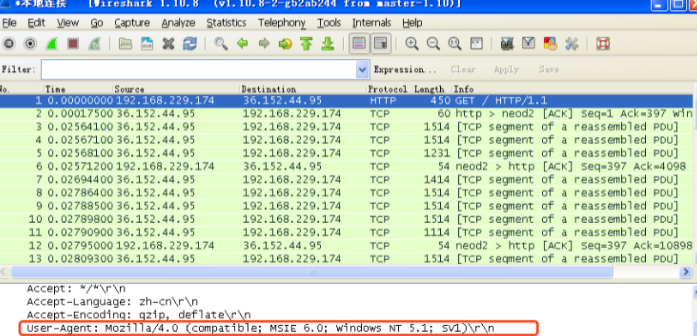 *本地连接 [Wireshark 1.10.8 (v1.10.8-2-g52a5244 from master-1.10)]
File Edit View Go Capture Analyze Statistics Telephony Tools Internals Help
Filter: Expression... Clear Apply Save
No. Time Source Destination Protocol Length Info
1 0.00000000 192.168.229.174 36.152.44.95 HTTP 450 GET / HTTP/1.1
2 0.00017500 36.152.44.95 192.168.229.174 TCP 60 http > neod2 [ACK] Seq=1 Ack=397 Win
3 0.02564100 36.152.44.95 192.168.229.174 TCP 1514 [TCP segment of a reassembled PDU]
4 0.02567100 36.152.44.95 192.168.229.174 TCP 1514 [TCP segment of a reassembled PDU]
5 0.02568100 36.152.44.95 192.168.229.174 TCP 1231 [TCP segment of a reassembled PDU]
6 0.02571200 192.168.229.174 36.152.44.95 TCP 54 neod2 > http [ACK] Seq=397 Ack=4098
7 0.02694400 36.152.44.95 192.168.229.174 TCP 1414 [TCP segment of a reassembled PDU]
8 0.02786400 36.152.44.95 192.168.229.174 TCP 1514 [TCP segment of a reassembled PDU]
9 0.02788500 36.152.44.95 192.168.229.174 TCP 1514 [TCP segment of a reassembled PDU]
10 0.02789800 36.152.44.95 192.168.229.174 TCP 1514 [TCP segment of a reassembled PDU]
11 0.02790900 36.152.44.95 192.168.229.174 TCP 1114 [TCP segment of a reassembled PDU]
12 0.02795000 192.168.229.174 36.152.44.95 TCP 54 neod2 > http [ACK] Seq=397 Ack=10898
13 0.02809300 36.152.44.95 192.168.229.174 TCP 1514 [TCP segment of a reassembled PDU]
Accept: */*\r\n
Accept-Language: zh-cn\r\n
Accept-Encoding: gzip, deflate\r\n
User-Agent: Mozilla/4.0 (compatible; MSIE 6.0; Windows NT 5.1; SV1)\r\n